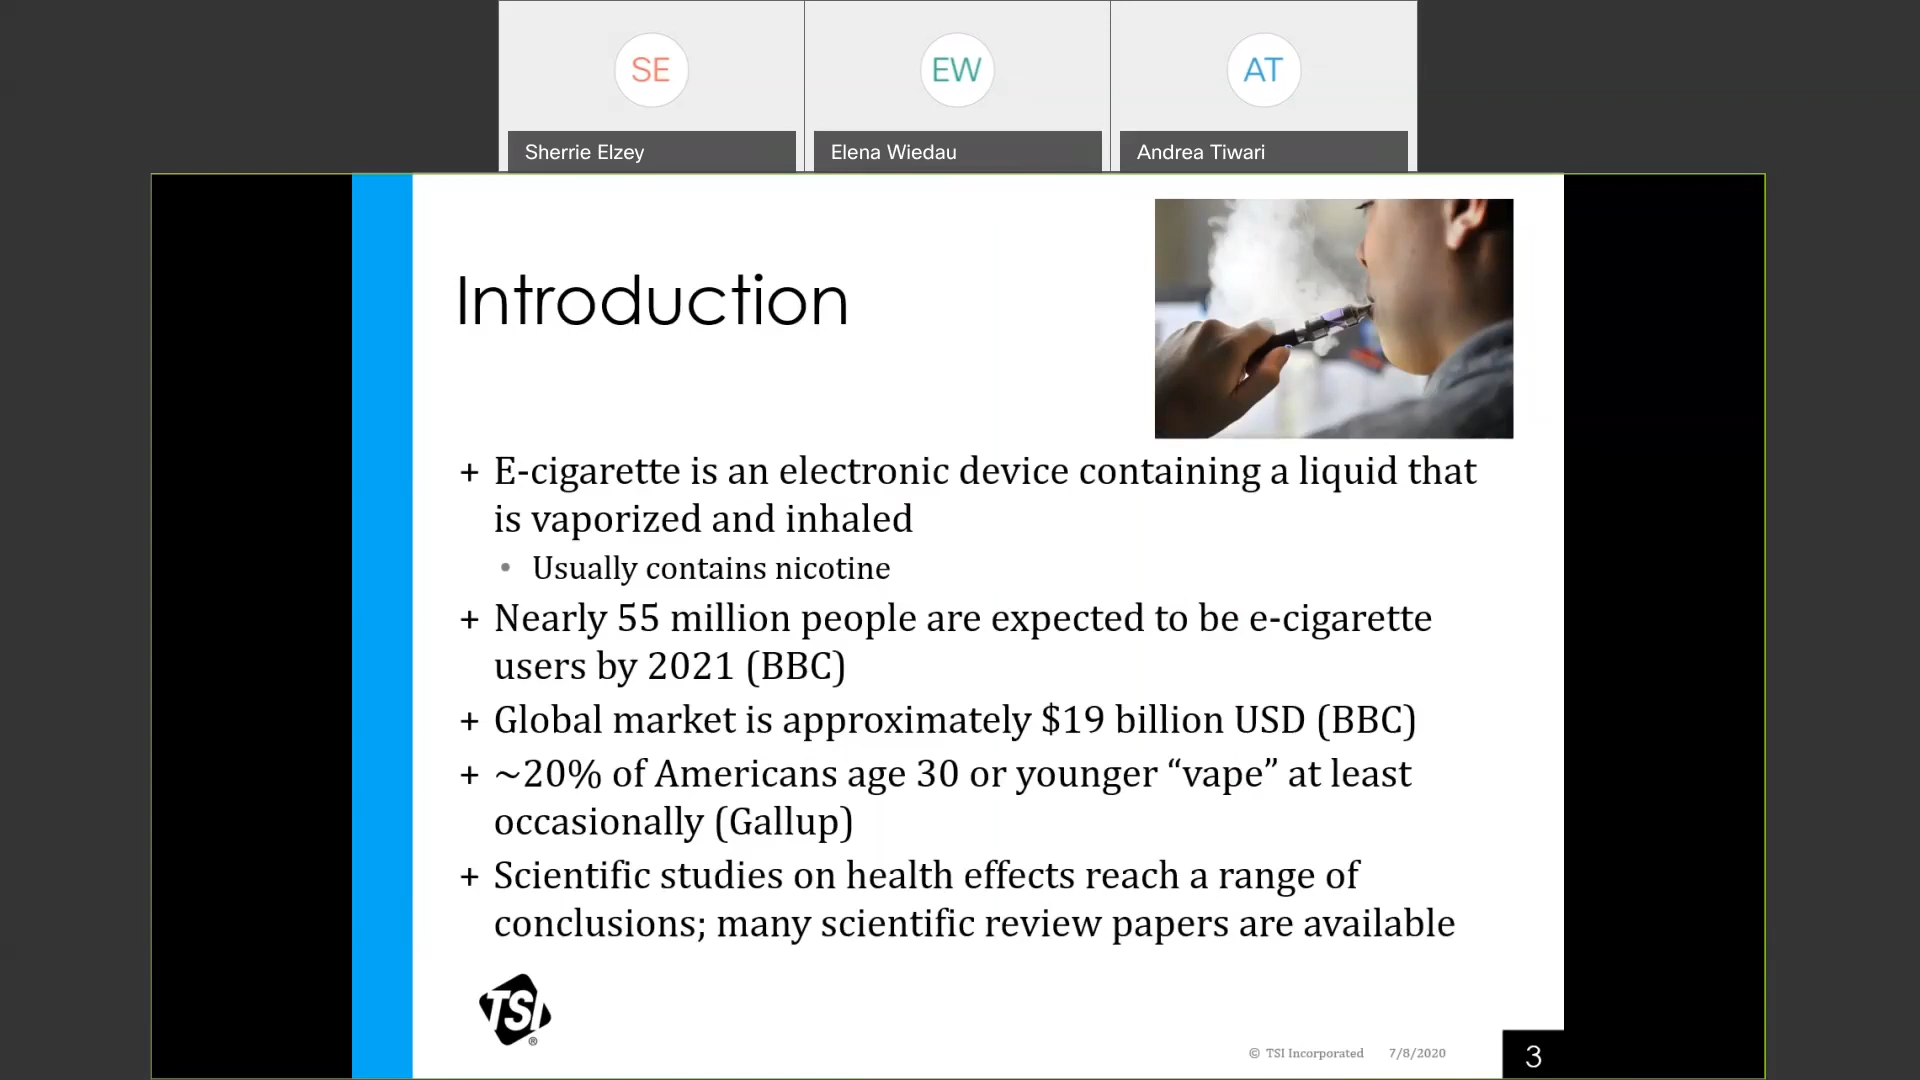 SE
EW
AT
Sherrie Elzey
Elena Wiedau
Andrea Tiwari
Introduction
+ E-cigarette is an electronic device containing a liquid that
is vaporized and inhaled
• Usually contains nicotine
+ Nearly 55 million people are expected to be e-cigarette
users by 2021 (BBC)
+ Global market is approximately $19 billion USD (BBC)
+ ~20% of Americans age 30 or younger “vape” at least
occasionally (Gallup)
+ Scientific studies on health effects reach a range of
conclusions; many scientific review papers are available
TSI ®
© TSI Incorporated 7/8/2020
3